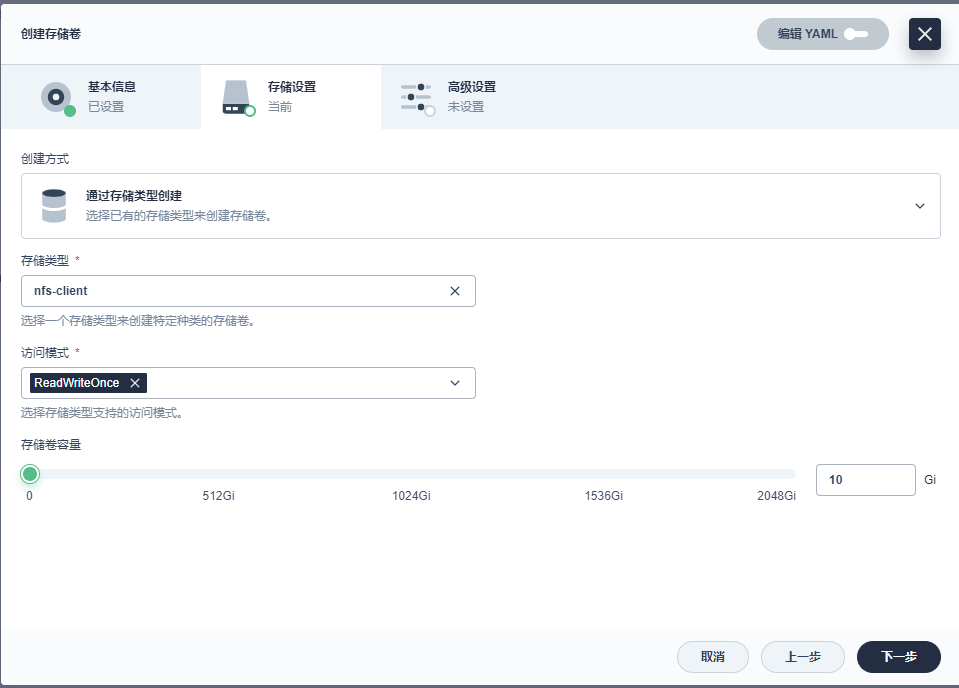 创建存储卷
编辑 YAML
基本信息
已设置
存储设置
当前
高级设置
未设置
创建方式
通过存储类型创建
选择已有的存储类型来创建存储卷。
存储类型 *
nfs-client
选择一个存储类型来创建特定种类的存储卷。
访问模式 *
ReadWriteOnce
选择存储类型支持的访问模式。
存储卷容量
0 512Gi 1024Gi 1536Gi 2048Gi
10 Gi
取消 上一步 下一步